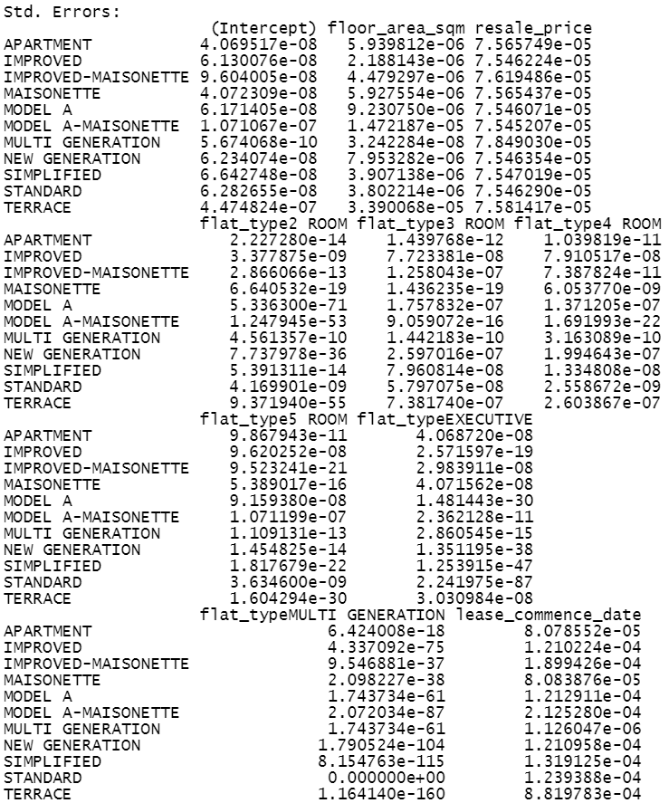 Std. Errors:
(Intercept) floor_area_sqm resale_price
APARTMENT 4.069517e-08 5.939812e-06 7.565749e-05
IMPROVED 6.130076e-08 2.188143e-06 7.546224e-05
IMPROVED-MAISONETTE 9.604005e-08 4.479297e-06 7.619486e-05
MAISONETTE 4.072309e-08 5.927554e-06 7.565437e-05
MODEL A 6.171405e-08 9.230750e-06 7.546071e-05
MODEL A-MAISONETTE 1.071067e-07 1.472187e-05 7.545207e-05
MULTI GENERATION 5.674068e-10 3.242284e-08 7.849030e-05
NEW GENERATION 6.234074e-08 7.953282e-06 7.546354e-05
SIMPLIFIED 6.642748e-08 3.907138e-06 7.547019e-05
STANDARD 6.282655e-08 3.802214e-06 7.546290e-05
TERRACE 4.474824e-07 3.390068e-05 7.581417e-05
flat_type2 ROOM flat_type3 ROOM flat_type4 ROOM
APARTMENT 2.227280e-14 1.439768e-12 1.039819e-11
IMPROVED 3.377875e-09 7.723381e-08 7.910517e-08
IMPROVED-MAISONETTE 2.866066e-13 1.258043e-07 7.387824e-11
MAISONETTE 6.640532e-19 1.436235e-19 6.053770e-09
MODEL A 5.336300e-71 1.757832e-07 1.371205e-07
MODEL A-MAISONETTE 1.247945e-53 9.059072e-16 1.691993e-22
MULTI GENERATION 4.561357e-10 1.442183e-10 3.163089e-10
NEW GENERATION 7.737978e-36 2.597016e-07 1.994643e-07
SIMPLIFIED 5.391311e-14 7.960814e-08 1.334808e-08
STANDARD 4.169901e-09 5.797075e-08 2.558672e-09
TERRACE 9.371940e-55 7.381740e-07 2.603867e-07
flat_type5 ROOM flat_typeEXECUTIVE
APARTMENT 9.867943e-11 4.068720e-08
IMPROVED 9.620252e-08 2.571597e-19
IMPROVED-MAISONETTE 9.523241e-21 2.983911e-08
MAISONETTE 5.389017e-16 4.071562e-08
MODEL A 9.159380e-08 1.481443e-30
MODEL A-MAISONETTE 1.071199e-07 2.362128e-11
MULTI GENERATION 1.109131e-13 2.860545e-15
NEW GENERATION 1.454825e-14 1.351195e-38
SIMPLIFIED 1.817679e-22 1.253915e-47
STANDARD 3.634600e-09 2.241975e-87
TERRACE 1.604294e-30 3.030984e-08
flat_typeMULTI GENERATION lease_commence_date
APARTMENT 6.424008e-18 8.078552e-05
IMPROVED 4.337092e-75 1.210224e-04
IMPROVED-MAISONETTE 9.546881e-37 1.899426e-04
MAISONETTE 2.098227e-38 8.083876e-05
MODEL A 1.743734e-61 1.212911e-04
MODEL A-MAISONETTE 2.072034e-87 2.125280e-04
MULTI GENERATION 1.743734e-61 1.126047e-06
NEW GENERATION 1.790524e-104 1.210958e-04
SIMPLIFIED 8.154763e-115 1.319125e-04
STANDARD 0.000000e+00 1.239388e-04
TERRACE 1.164140e-160 8.819783e-04